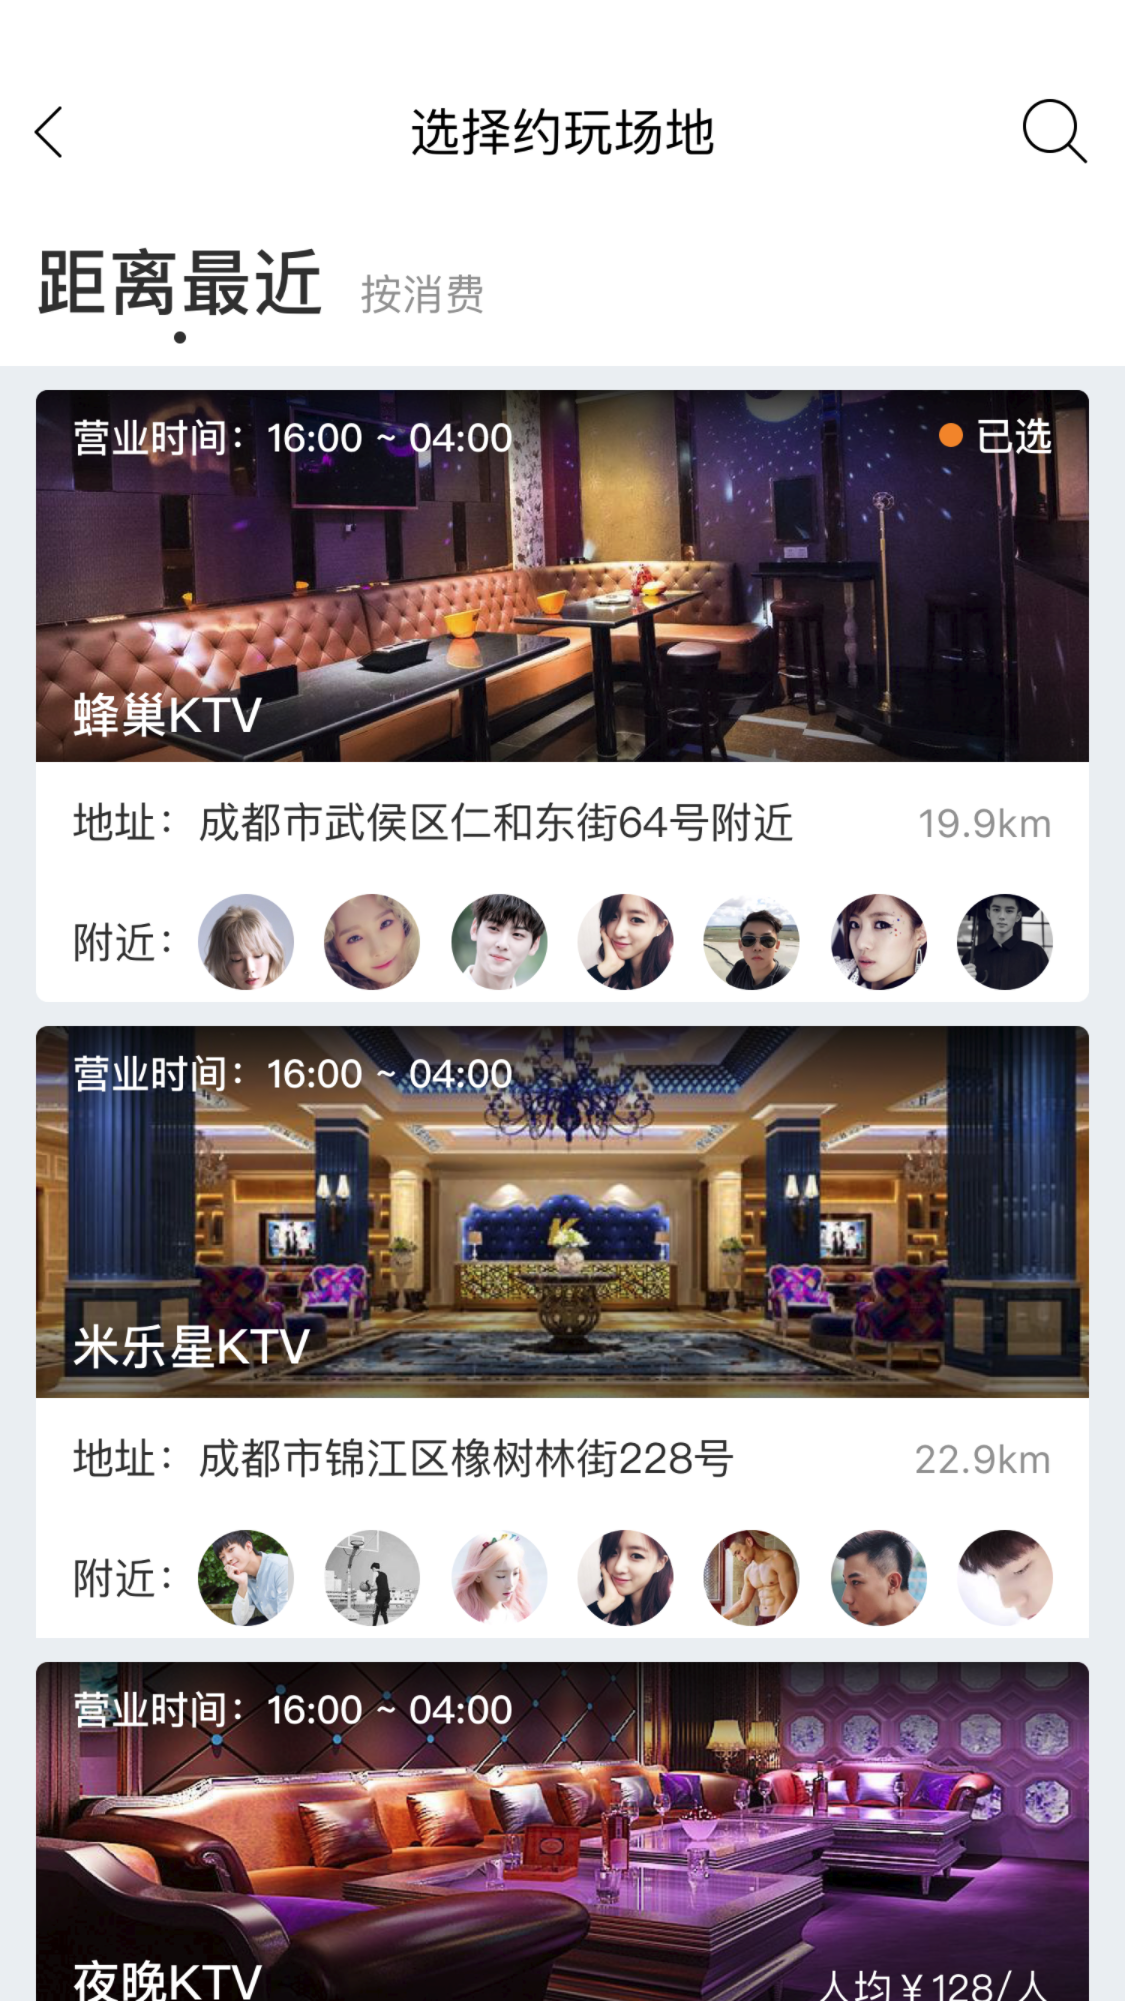 选择约玩场地
距离最近 按消费
营业时间：16:00 ~ 04:00 已选
蜂巢KTV
地址：成都市武侯区仁和东街64号附近 19.9km
附近：
营业时间：16:00 ~ 04:00
米乐星KTV
地址：成都市锦江区橡树林街228号 22.9km
附近：
营业时间：16:00 ~ 04:00
夜晚KTV 人均¥128/人